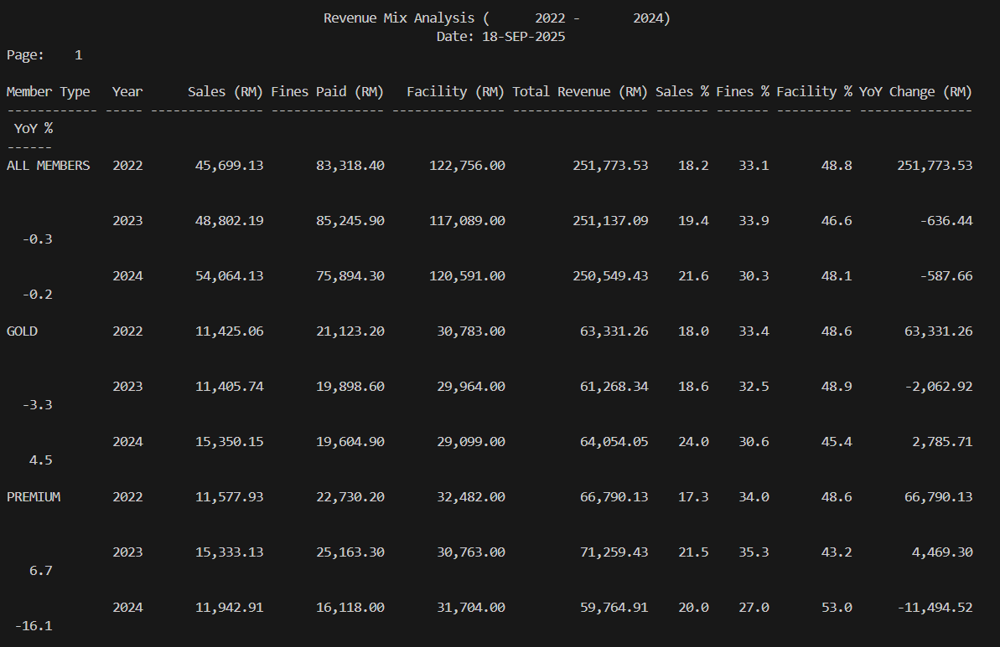 Revenue Mix Analysis (      2022 -       2024)
Date: 18-SEP-2025
Page:    1
Member Type   Year      Sales (RM) Fines Paid (RM)   Facility (RM) Total Revenue (RM) Sales % Fines % Facility % YoY Change (RM)
------------ ----- --------------- --------------- --------------- ------------------ ------- ------- ---------- ---------------
 YoY %
------
ALL MEMBERS   2022       45,699.13       83,318.40      122,756.00         251,773.53    18.2    33.1       48.8      251,773.53
              2023       48,802.19       85,245.90      117,089.00         251,137.09    19.4    33.9       46.6         -636.44
  -0.3
              2024       54,064.13       75,894.30      120,591.00         250,549.43    21.6    30.3       48.1         -587.66
  -0.2
GOLD          2022       11,425.06       21,123.20       30,783.00          63,331.26    18.0    33.4       48.6       63,331.26
              2023       11,405.74       19,898.60       29,964.00          61,268.34    18.6    32.5       48.9       -2,062.92
  -3.3
              2024       15,350.15       19,604.90       29,099.00          64,054.05    24.0    30.6       45.4        2,785.71
   4.5
PREMIUM       2022       11,577.93       22,730.20       32,482.00          66,790.13    17.3    34.0       48.6       66,790.13
              2023       15,333.13       25,163.30       30,763.00          71,259.43    21.5    35.3       43.2        4,469.30
   6.7
              2024       11,942.91       16,118.00       31,704.00          59,764.91    20.0    27.0       53.0      -11,494.52
 -16.1